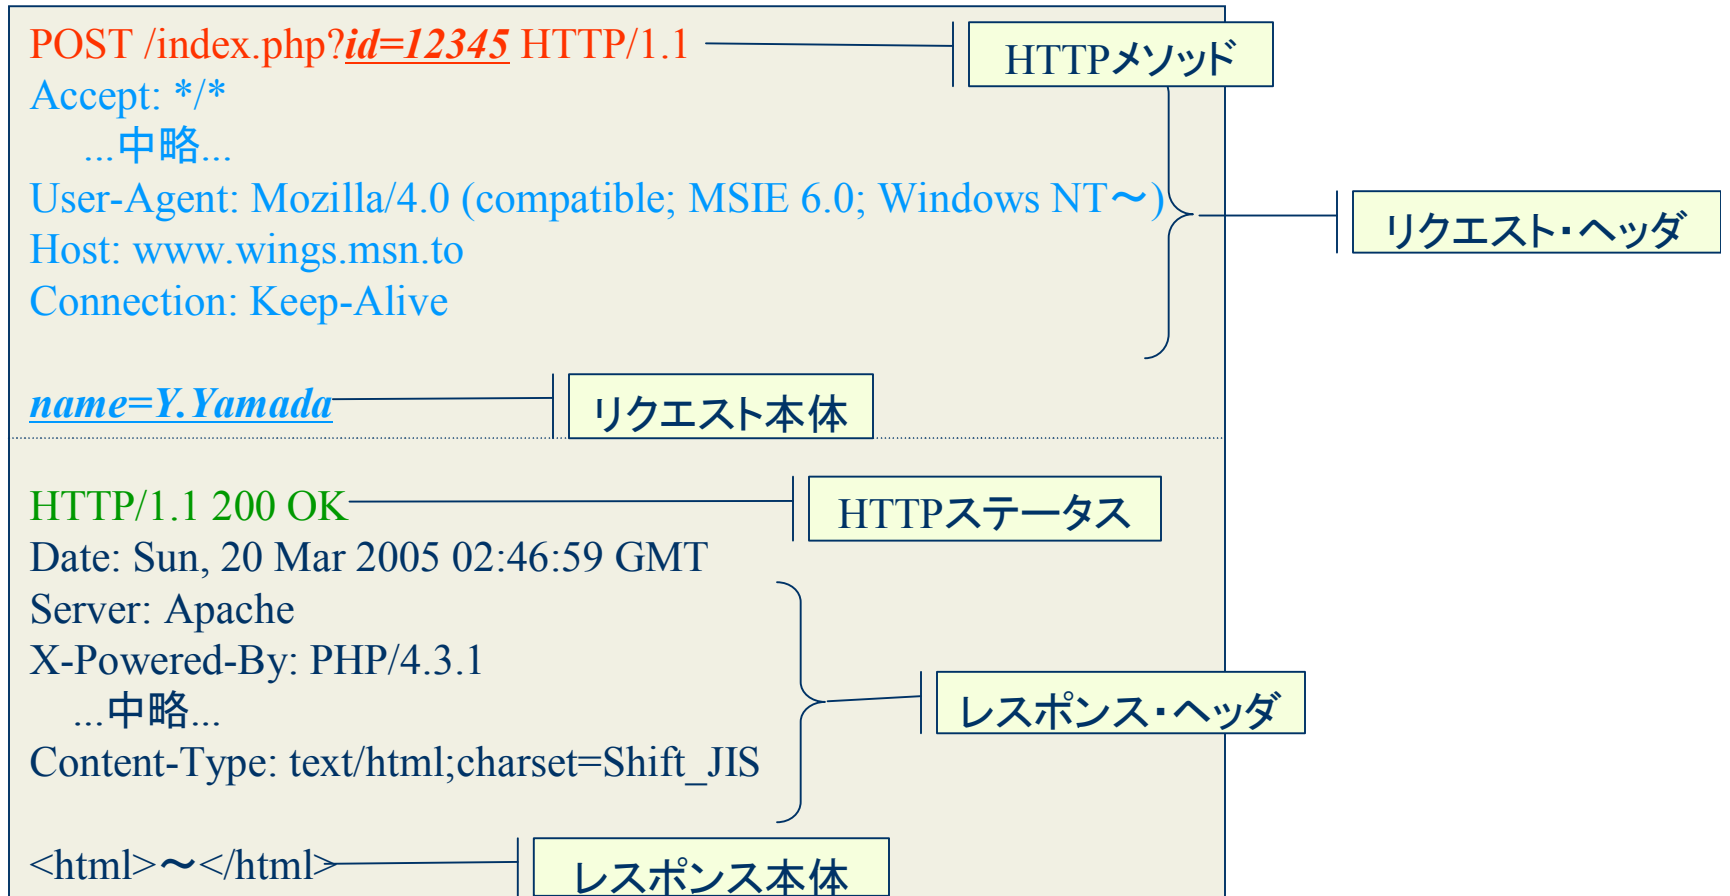 POST /index.php?id=12345 HTTP/1.1
HTTPメソッド
Accept: */*
...中略...
User-Agent: Mozilla/4.0 (compatible; MSIE 6.0; Windows NT～)
リクエスト・ヘッダ
Host: www.wings.msn.to
Connection: Keep-Alive
name=Y.Yamada
リクエスト本体
HTTP/1.1 200 OK
HTTPステータス
Date: Sun, 20 Mar 2005 02:46:59 GMT
Server: Apache
X-Powered-By: PHP/4.3.1
...中略...
レスポンス・ヘッダ
Content-Type: text/html;charset=Shift_JIS
<html>～</html>
レスポンス本体